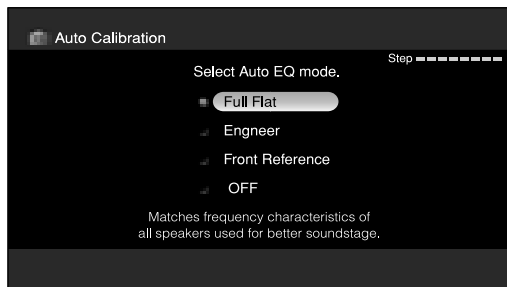 Auto Calibration
Step
Select Auto EQ mode.
Full Flat
Engneer
Front Reference
OFF
Matches frequency characteristics of
all speakers used for better soundstage.